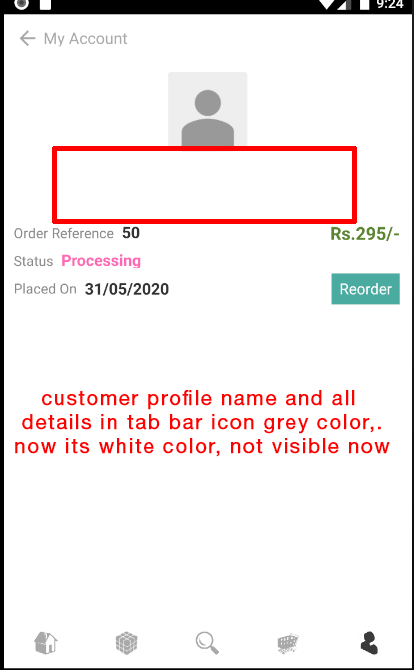 9:24
My Account
Order Reference 50 Rs.295/-
Status Processing
Placed On 31/05/2020 Reorder
customer profile name and all
details in tab bar icon grey color,.
now its white color, not visible now